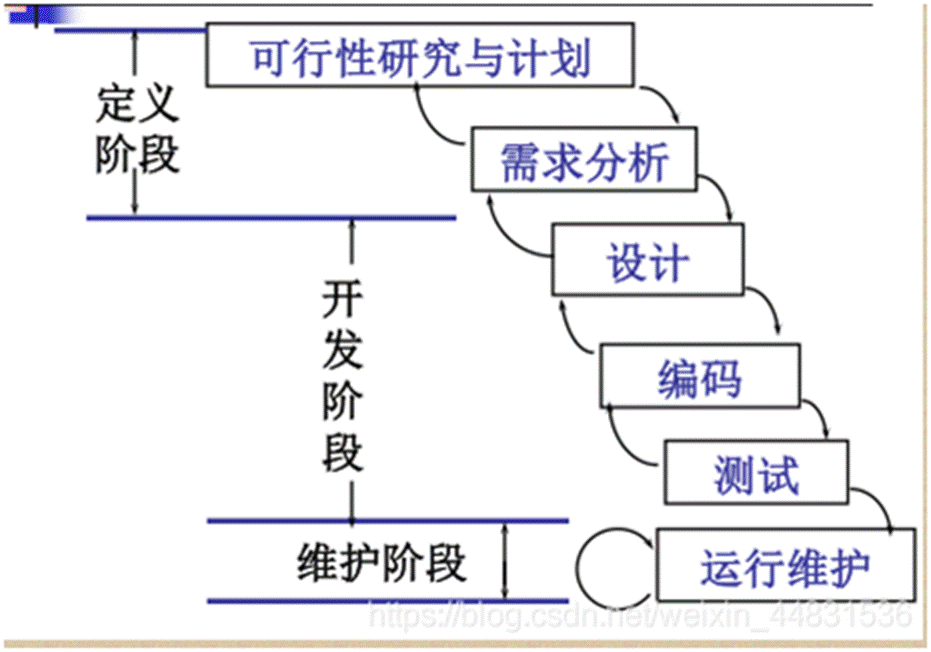 可行性研究与计划
定义
阶段
需求分析
设计
开
发
阶
段
编码
测试
维护阶段
运行维护
https://blog.csdn.net/weixin_44831536